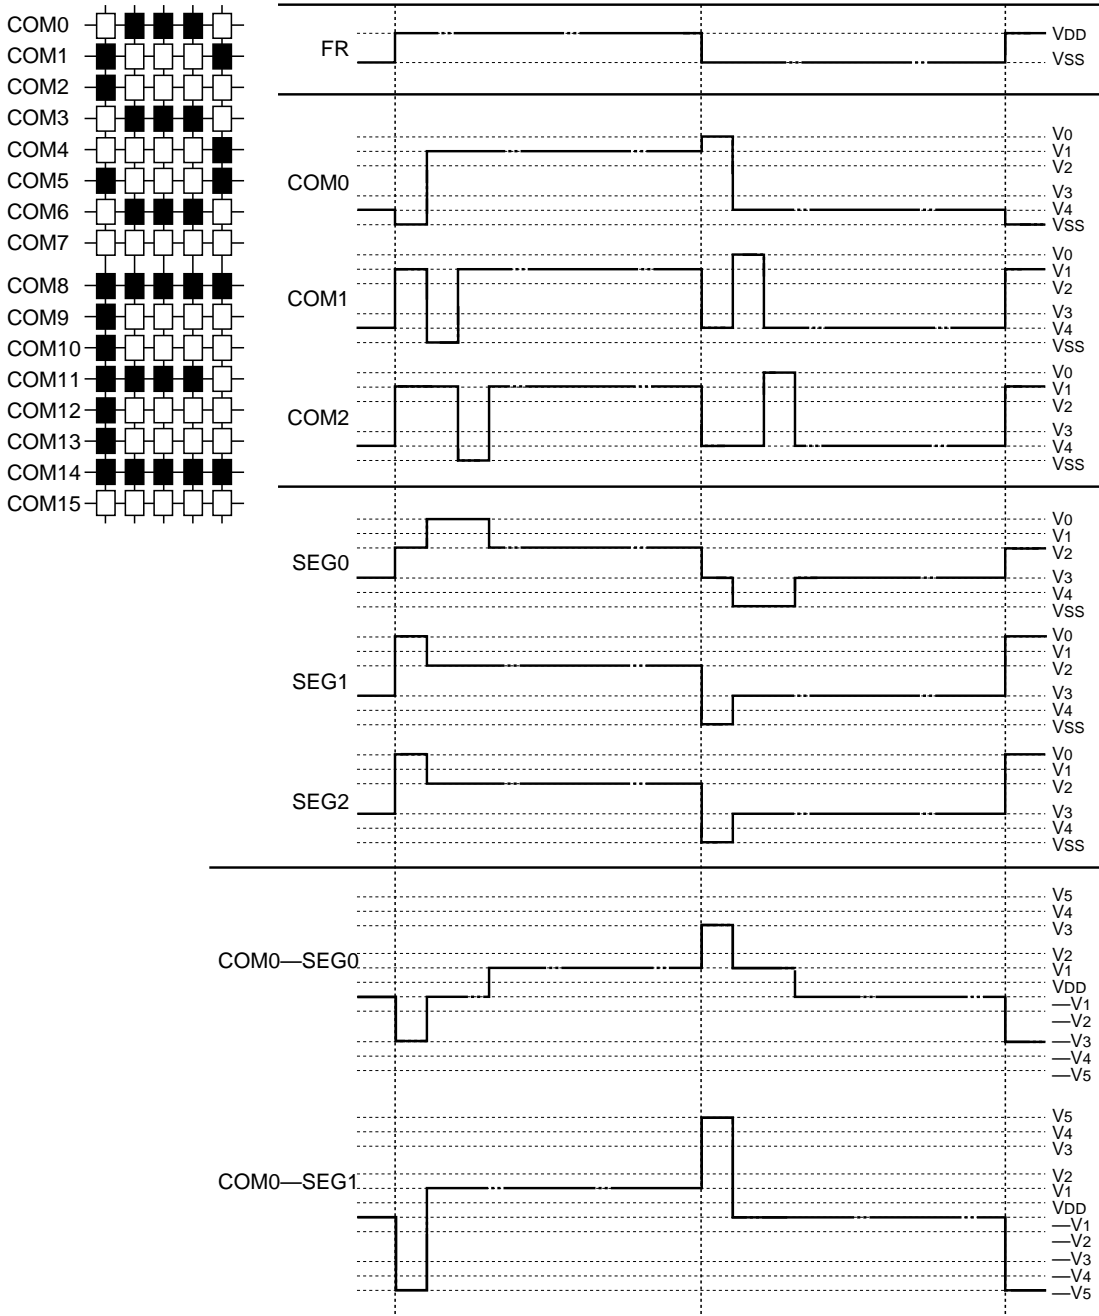 COM0
COM1
COM2
COM3
COM4
COM5
COM6
COM7
COM8
COM9
COM10
COM11
COM12
COM13
COM14
COM15
FR
VDD
VSS
COM0
V0
V1
V2
V3
V4
VSS
COM1
V0
V1
V2
V3
V4
VSS
COM2
V0
V1
V2
V3
V4
VSS
SEG0
V0
V1
V2
V3
V4
VSS
SEG1
V0
V1
V2
V3
V4
VSS
SEG2
V0
V1
V2
V3
V4
VSS
COM0—SEG0
V5
V4
V3
V2
V1
VDD
—V1
—V2
—V3
—V4
—V5
COM0—SEG1
V5
V4
V3
V2
V1
VDD
—V1
—V2
—V3
—V4
—V5